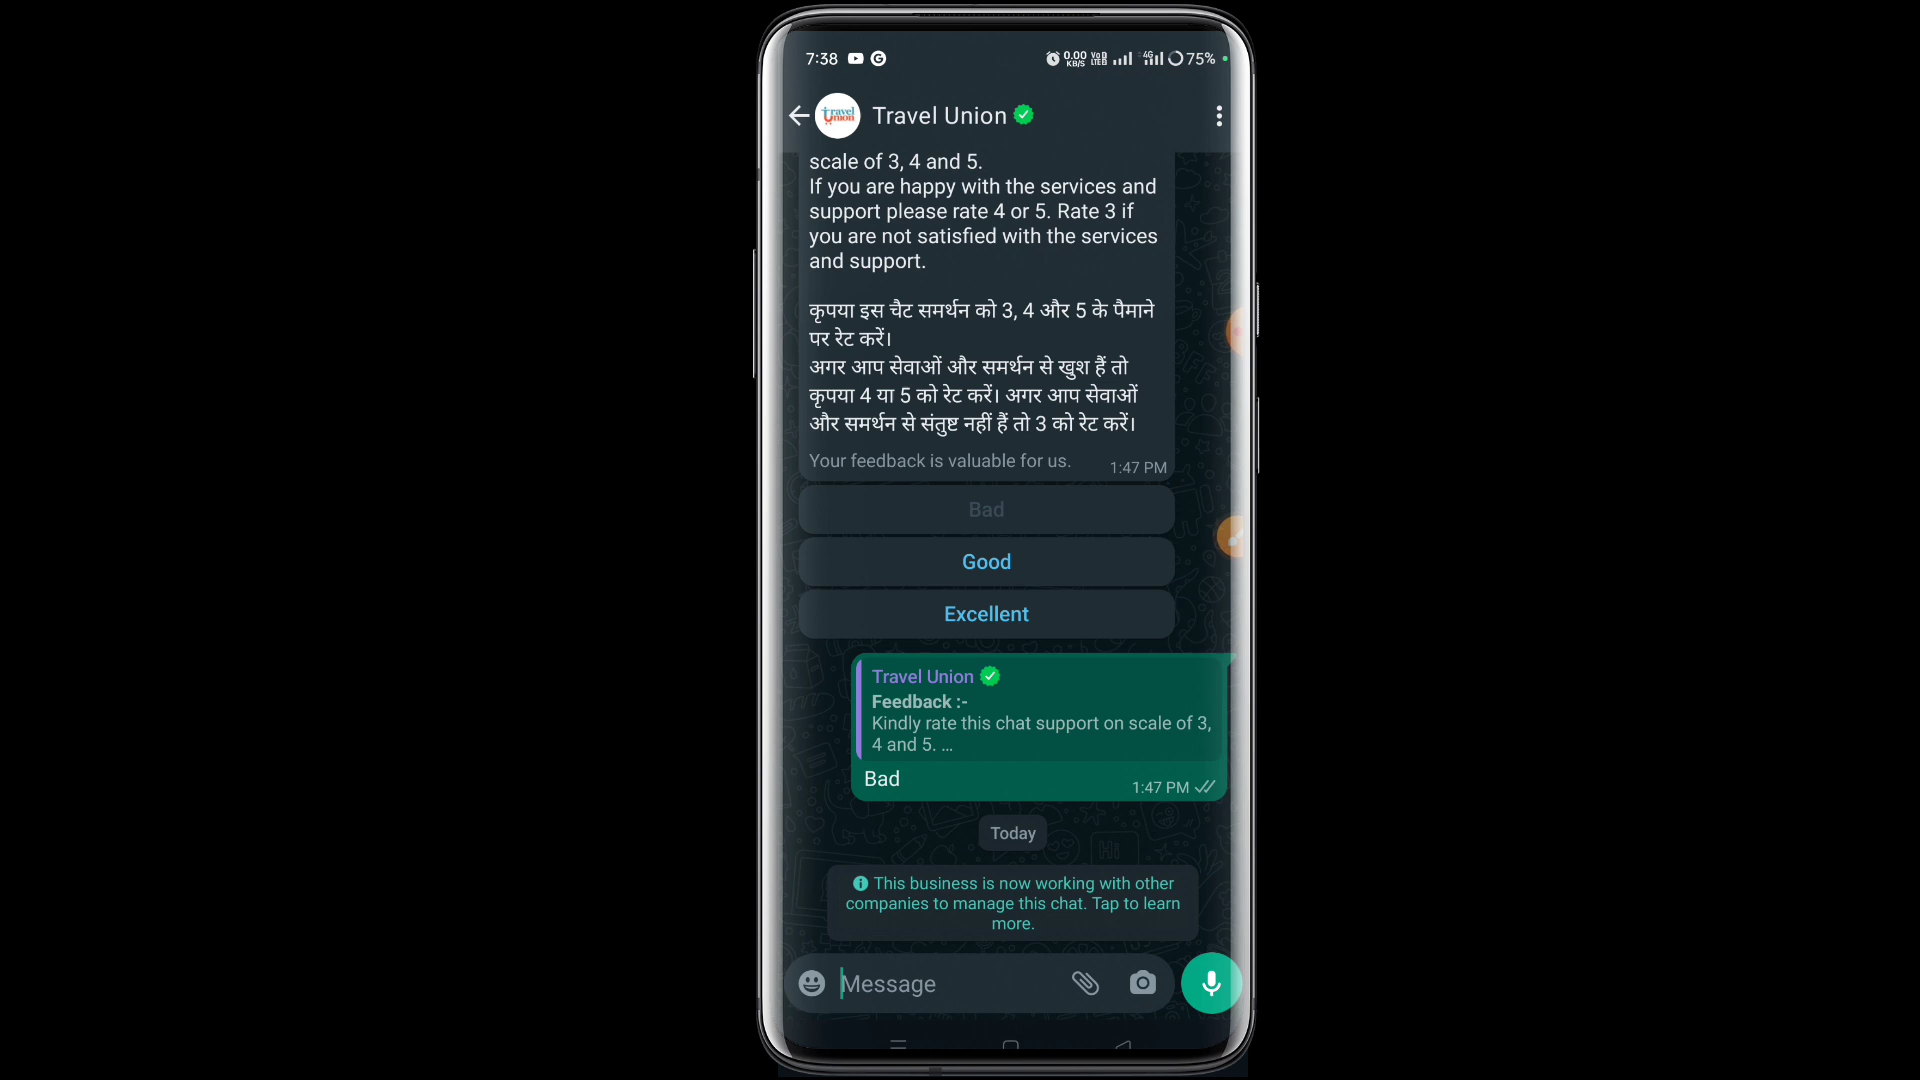 7:38
0.00 KB/S
4G
75%
Travel Union
Travel Union
scale of 3, 4 and 5.
If you are happy with the services and
support please rate 4 or 5. Rate 3 if
you are not satisfied with the services
and support.
कृपया इस चैट समर्थन को 3, 4 और 5 के पैमाने
पर रेट करें।
अगर आप सेवाओं और समर्थन से खुश हैं तो
कृपया 4 या 5 को रेट करें। अगर आप सेवाओं
और समर्थन से संतुष्ट नहीं हैं तो 3 को रेट करें।
Your feedback is valuable for us.
1:47 PM
Bad
Good
Excellent
Travel Union
Feedback :-
Kindly rate this chat support on scale of 3,
4 and 5. ...
Bad
1:47 PM
Today
This business is now working with other
companies to manage this chat. Tap to learn
more.
Message